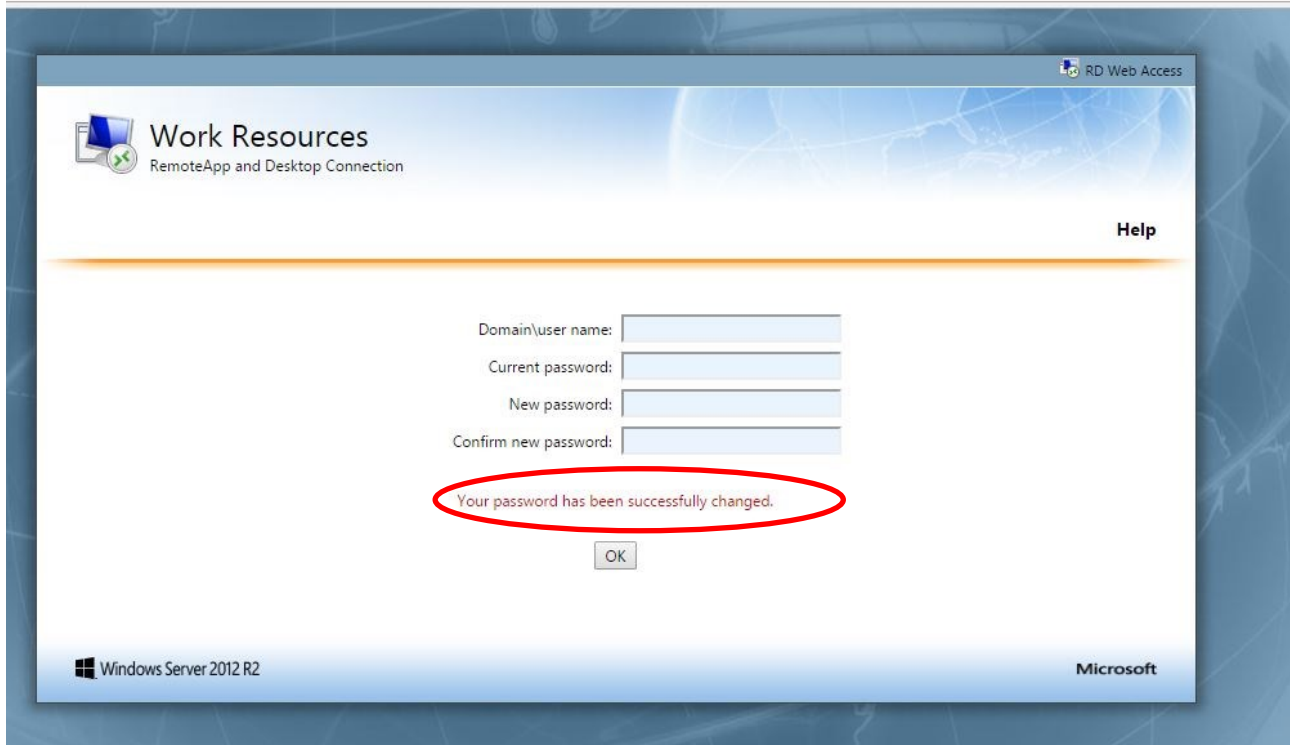 RD Web Access
Work Resources
RemoteApp and Desktop Connection
Help
Domain\user name:
Current password:
New password:
Confirm new password:
Your password has been successfully changed.
OK
Windows Server 2012 R2
Microsoft